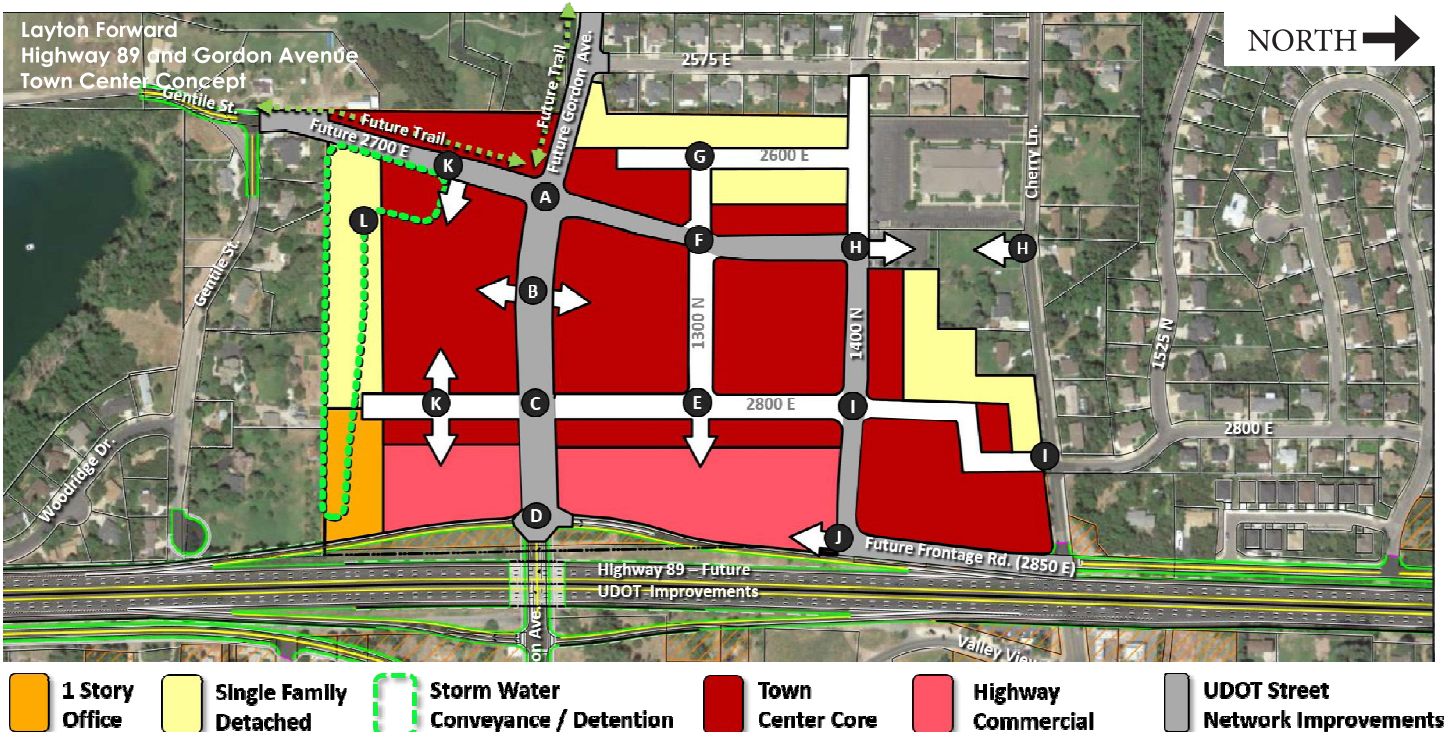 Layton Forward
Highway 89 and Gordon Avenue
Town Center Concept
NORTH
Gentile St.
Future Trail
Future 2700 E
Future Trail
Future Gordon Ave.
2575 E
Cherry Ln.
K
A
G
2600 E
L
F
H
H
Gentile St.
B
1300 N
1400 N
1525 N
K
C
E
2800 E
I
2800 E
I
Woodridge Dr.
D
J
Future Frontage Rd. (2850 E)
Highway 89 – Future
UDOT Improvements
on Ave.
Valley View
1 Story
Office
Single Family
Detached
Storm Water
Conveyance / Detention
Town
Center Core
Highway
Commercial
UDOT Street
Network Improvements